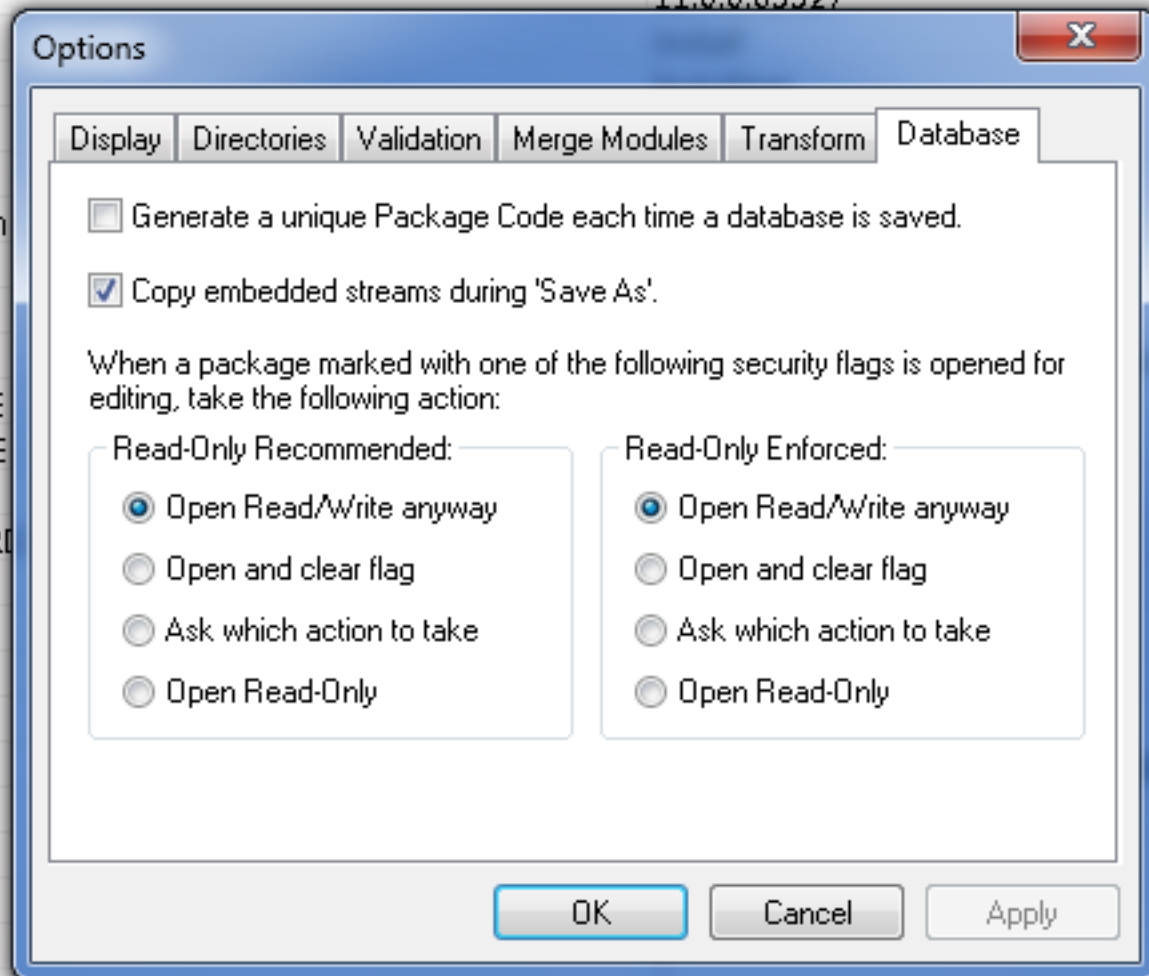 Options
Display Directories Validation Merge Modules Transform Database
Generate a unique Package Code each time a database is saved.
Copy embedded streams during 'Save As'.
When a package marked with one of the following security flags is opened for
editing, take the following action:
Read-Only Recommended:
Open Read/Write anyway
Open and clear flag
Ask which action to take
Open Read-Only
Read-Only Enforced:
Open Read/Write anyway
Open and clear flag
Ask which action to take
Open Read-Only
OK Cancel Apply